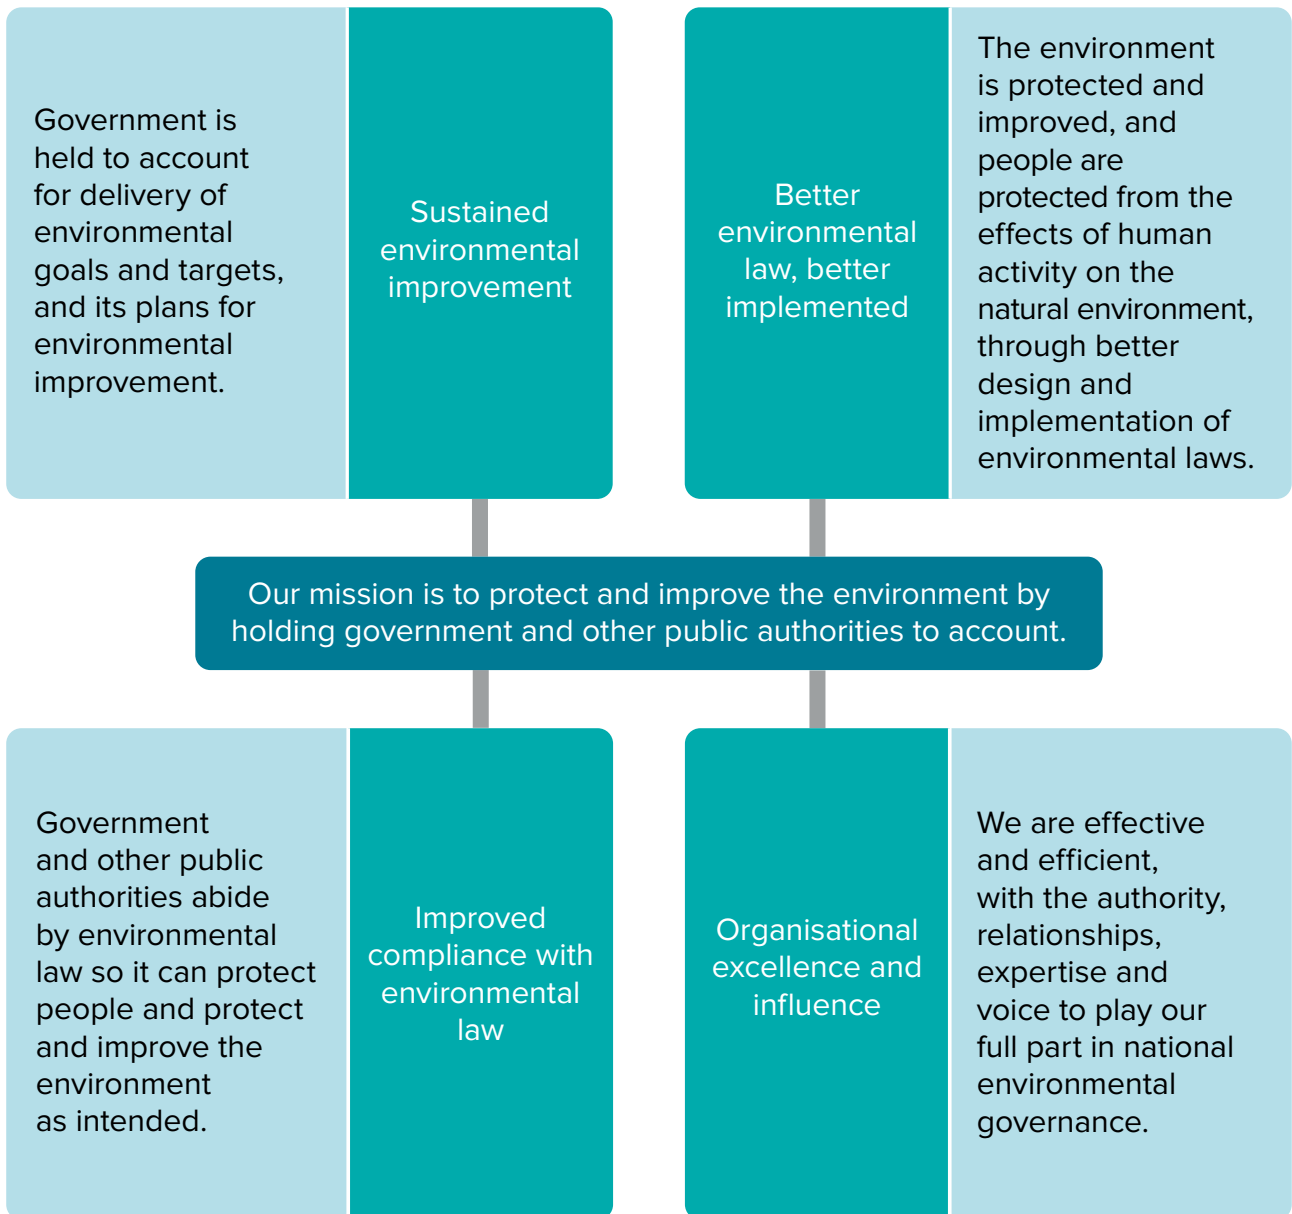 Government is
held to account
for delivery of
environmental
goals and targets,
and its plans for
environmental
improvement.
Sustained
environmental
improvement
Better
environmental
law, better
implemented
The environment
is protected and
improved, and
people are
protected from the
effects of human
activity on the
natural environment,
through better
design and
implementation of
environmental laws.
Our mission is to protect and improve the environment by
holding government and other public authorities to account.
Government
and other public
authorities abide
by environmental
law so it can protect
people and protect
and improve the
environment
as intended.
Improved
compliance with
environmental
law
Organisational
excellence and
influence
We are effective
and efficient,
with the authority,
relationships,
expertise and
voice to play our
full part in national
environmental
governance.